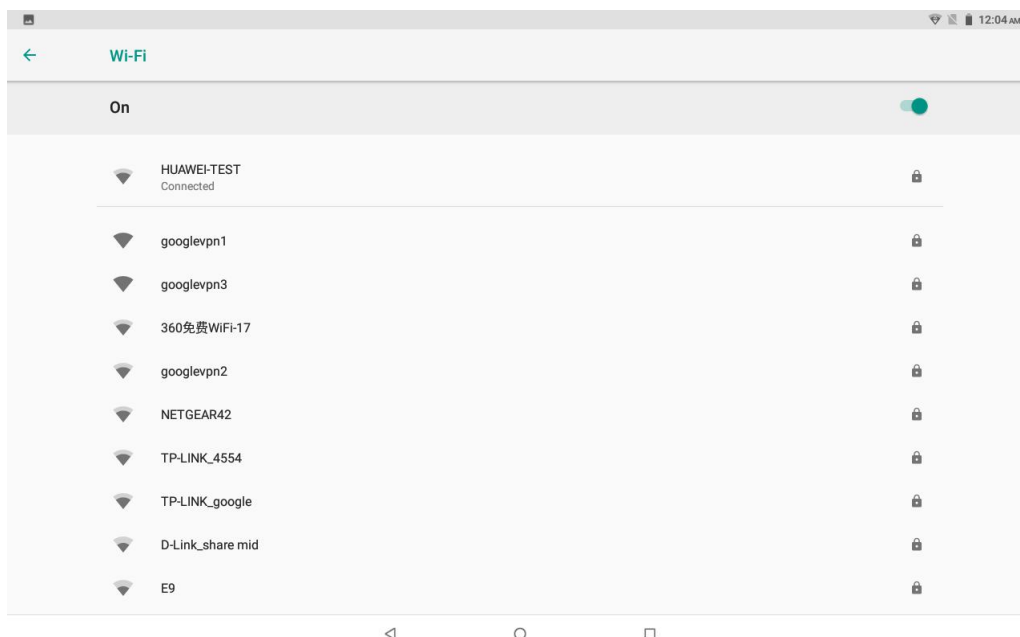 12:04 AM
Wi-Fi
On
HUAWEI-TEST
Connected
googlevpn1
googlevpn3
360免费WiFi-17
googlevpn2
NETGEAR42
TP-LINK_4554
TP-LINK_google
D-Link_share mid
E9